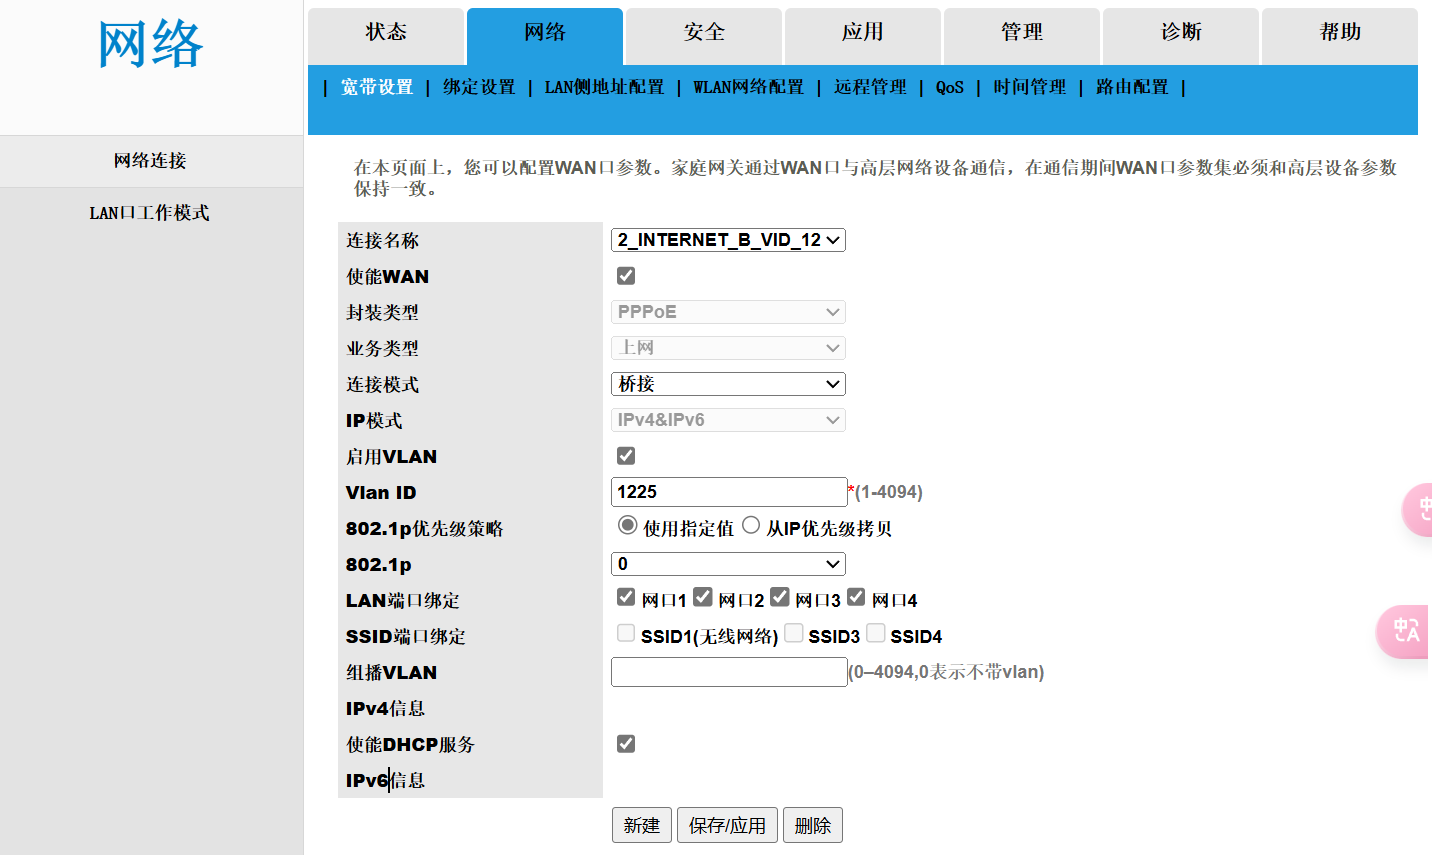 网络
状态 网络 安全 应用 管理 诊断 帮助
| 宽带设置 | 绑定设置 | LAN侧地址配置 | WLAN网络配置 | 远程管理 | QoS | 时间管理 | 路由配置 |
网络连接
LAN口工作模式
在本页面上，您可以配置WAN口参数。家庭网关通过WAN口与高层网络设备通信，在通信期间WAN口参数集必须和高层设备参数
保持一致。
连接名称 2_INTERNET_B_VID_12
使能WAN
封装类型 PPPoE
业务类型 上网
连接模式 桥接
IP模式 IPv4&IPv6
启用VLAN
Vlan ID 1225 *(1-4094)
802.1p优先级策略 使用指定值 从IP优先级拷贝
802.1p 0
LAN端口绑定 网口1 网口2 网口3 网口4
SSID端口绑定 SSID1(无线网络) SSID3 SSID4
组播VLAN (0–4094,0表示不带vlan)
IPv4信息
使能DHCP服务
IPv6信息
新建 保存/应用 删除
中
中A